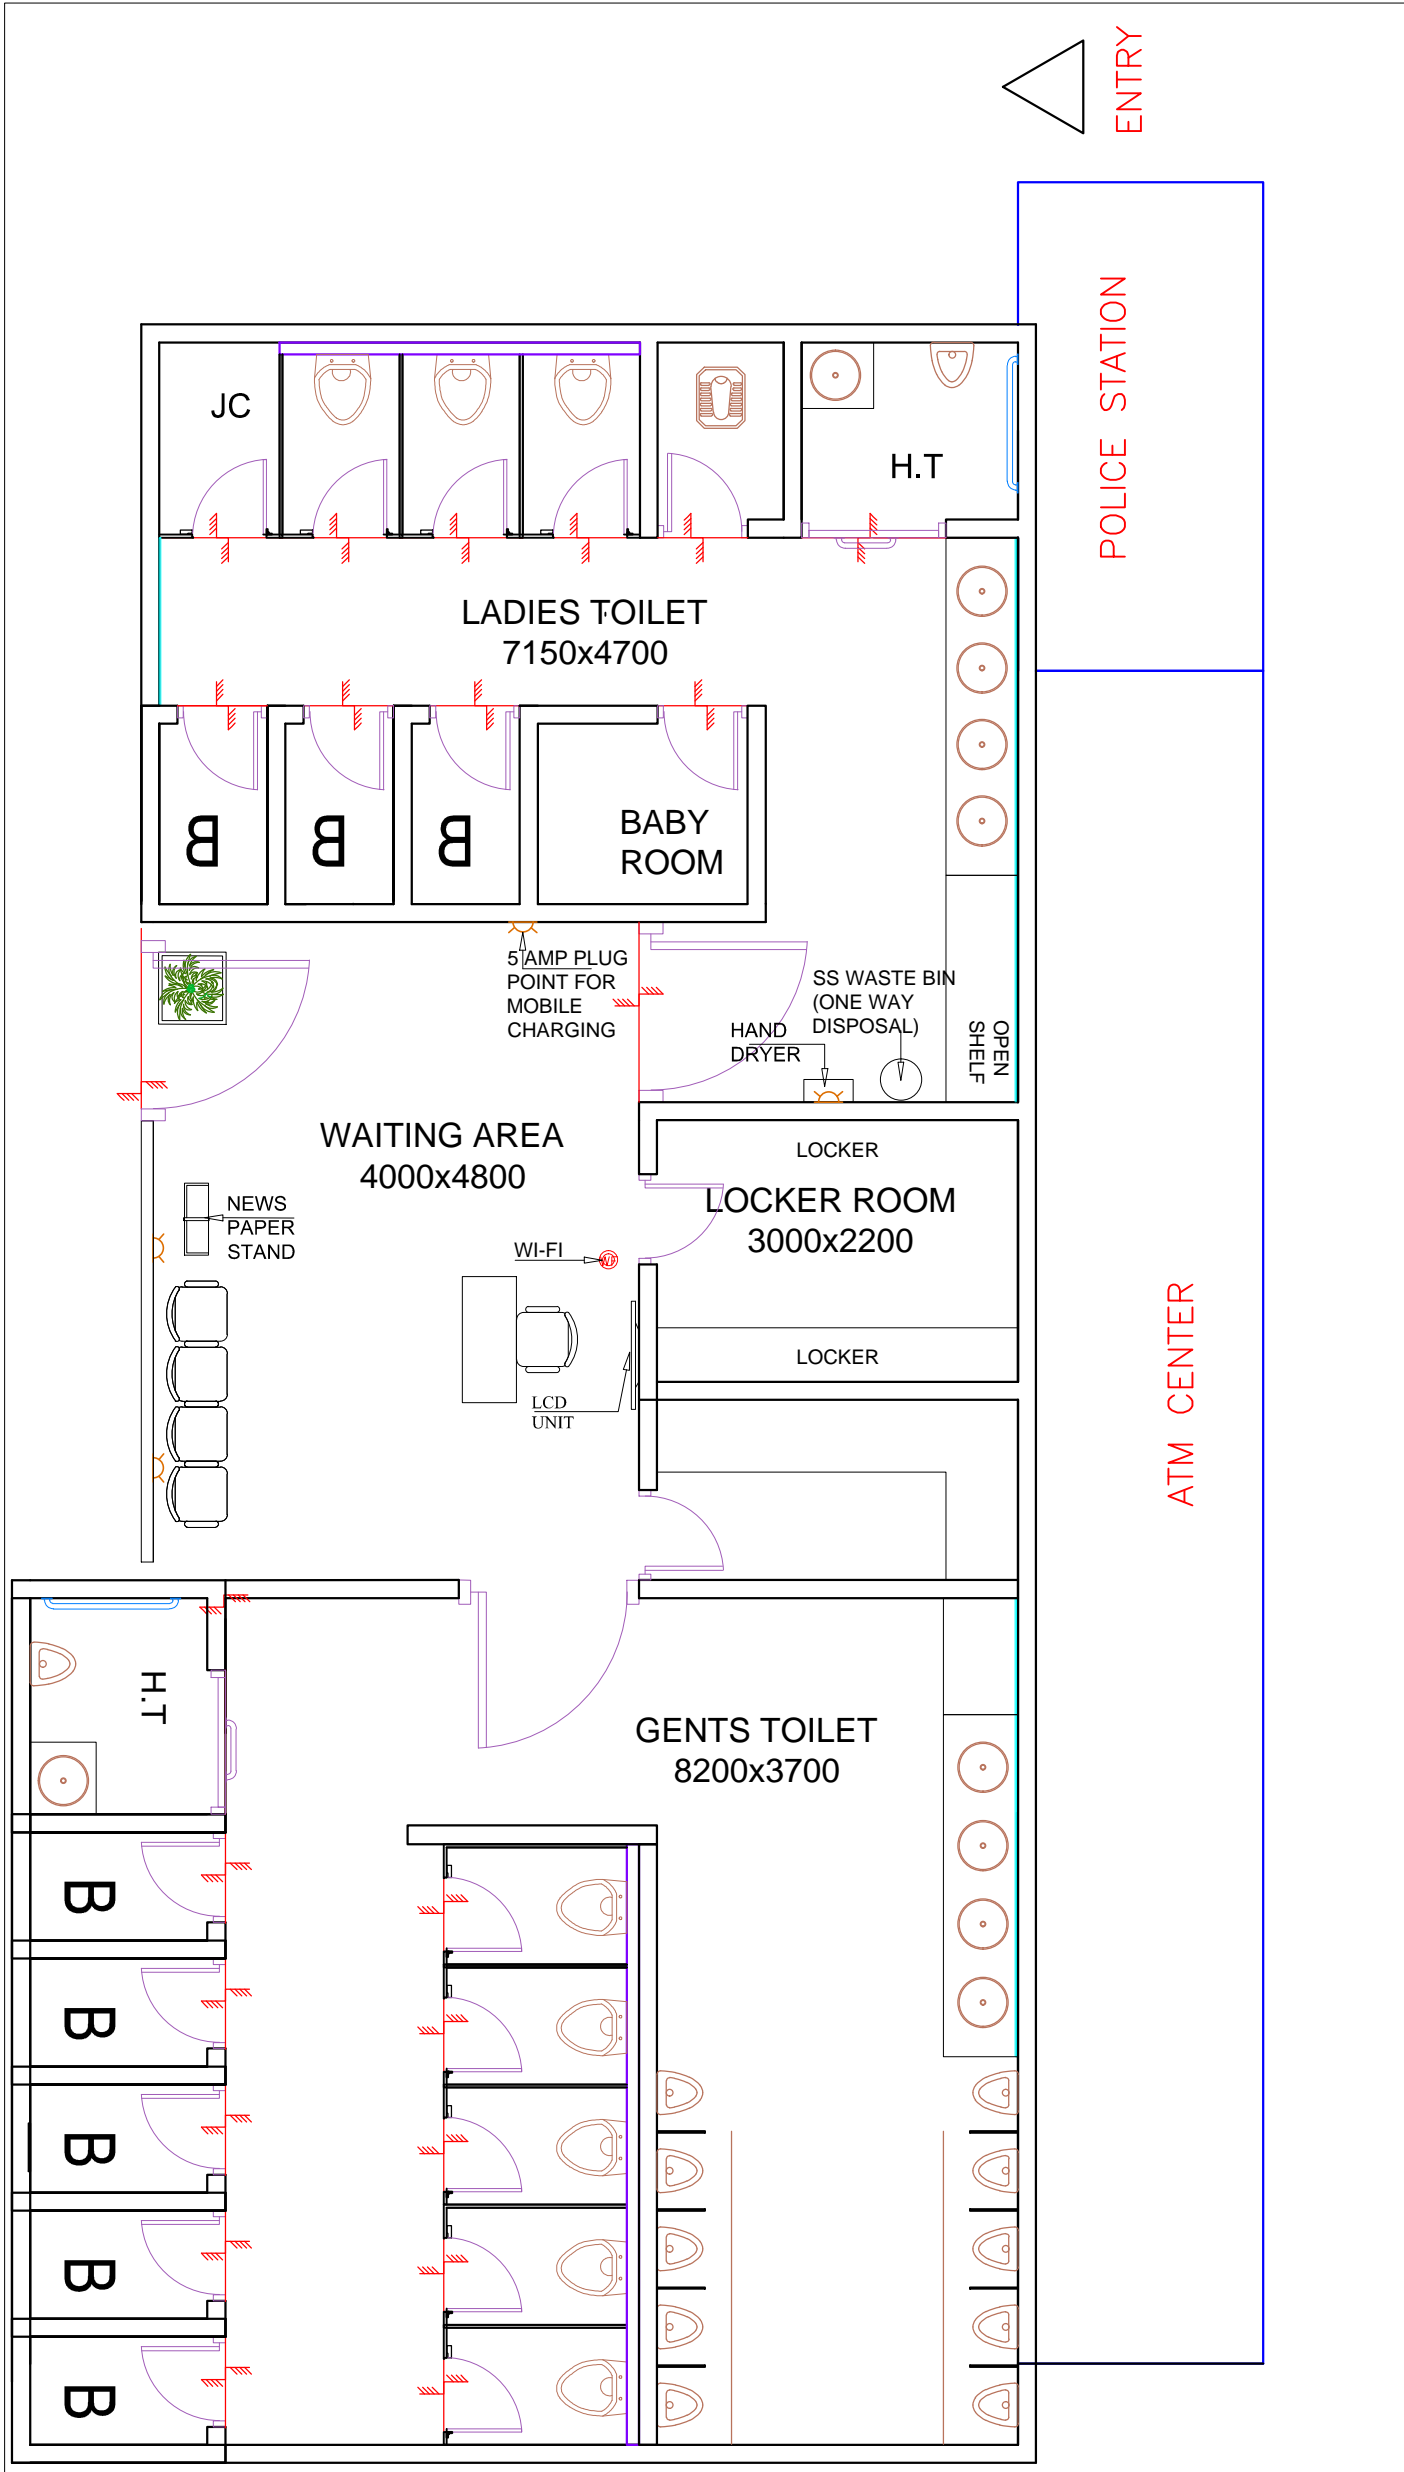 ENTRY
POLICE STATION
JC
H.T
LADIES TOILET
7150x4700
B
B
B
BABY
ROOM
5 AMP PLUG
POINT FOR
MOBILE
CHARGING
SS WASTE BIN
(ONE WAY
DISPOSAL)
HAND
DRYER
OPEN
SHELF
WAITING AREA
4000x4800
LOCKER
LOCKER ROOM
3000x2200
NEWS
PAPER
STAND
WI-FI
WF
LOCKER
LCD
UNIT
ATM CENTER
H.T
GENTS TOILET
8200x3700
B
B
B
B
B